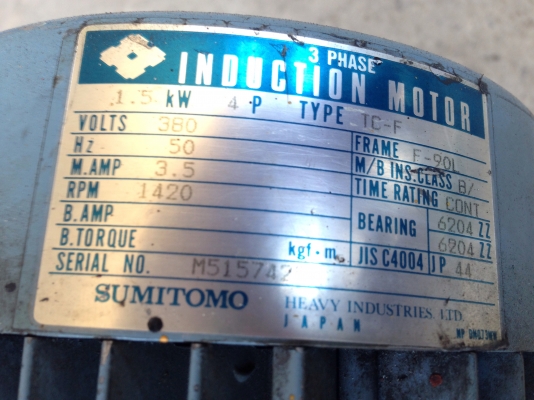 3 PHASE
INDUCTION MOTOR
1.5 kW 4 P TYPE TC-F
VOLTS 380 FRAME F-90L
Hz 50 M/B INS-CLASS B/
M.AMP 3.5 TIME RATING CONT
RPM 1420 BEARING 6204 ZZ
B.AMP 6204 ZZ
B.TORQUE kgf·m JIS C4004 JP 44
SERIAL NO. M515742
SUMITOMO HEAVY INDUSTRIES, LTD.
JAPAN